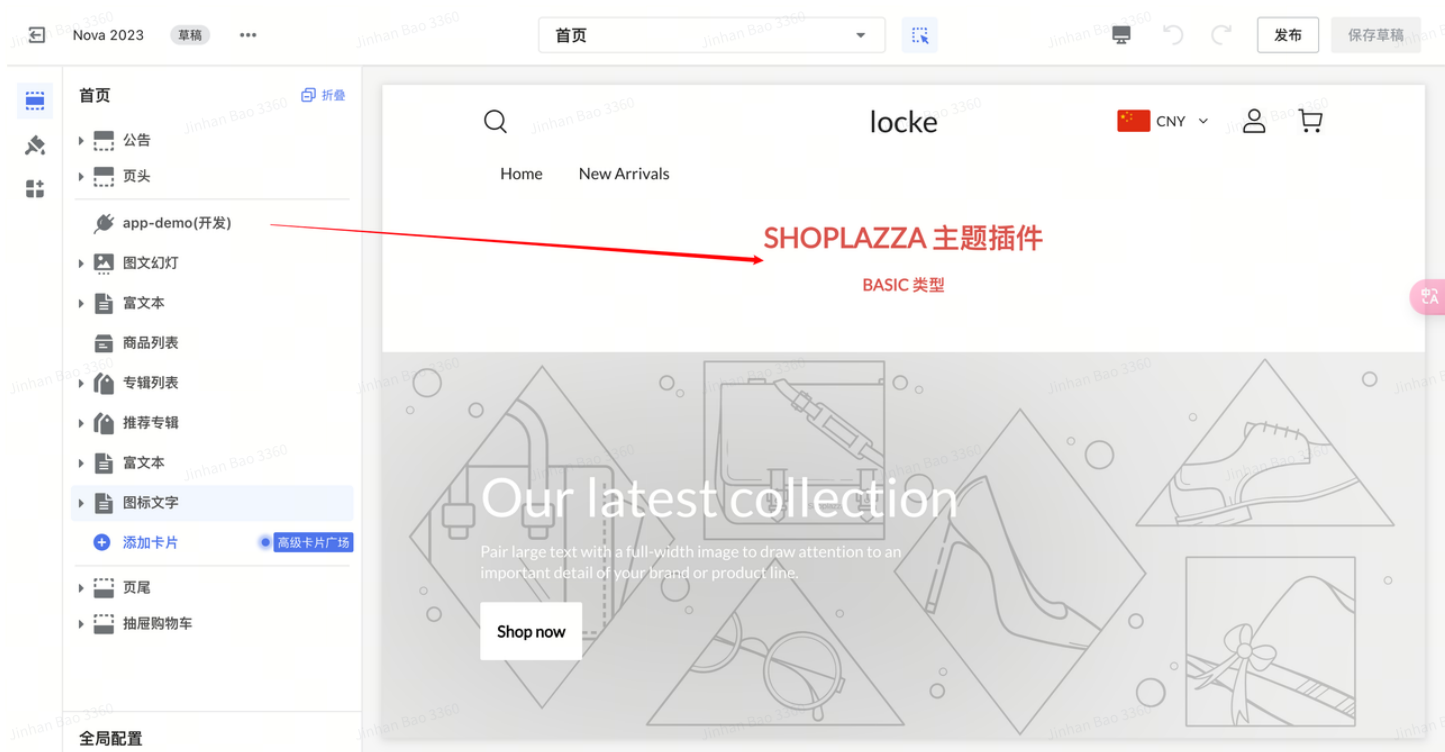 Nova 2023 草稿 •••
首页
发布
保存草稿
首页 折叠
公告
页头
app-demo(开发)
图文幻灯
富文本
商品列表
专辑列表
推荐专辑
富文本
图标文字
添加卡片 高级卡片广场
页尾
抽屉购物车
全局配置
locke
CNY
Home New Arrivals
SHOPLAZZA 主题插件
BASIC 类型
Our latest collection
Pair large text with a full-width image to draw attention to an
important detail of your brand or product line.
Shop now
Jinhan Bao 3360